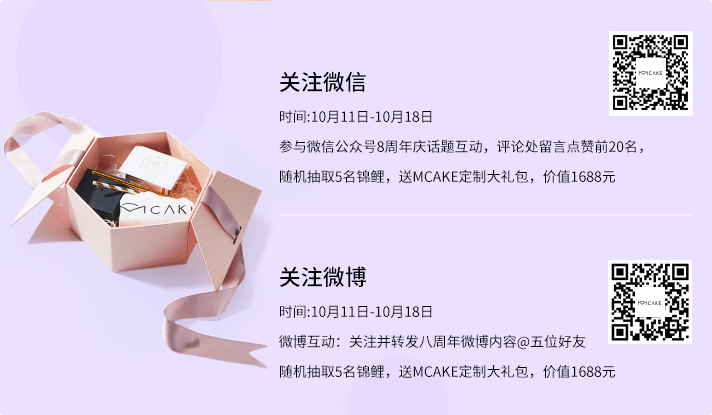 关注微信
时间:10月11日-10月18日
参与微信公众号8周年庆话题互动，评论处留言点赞前20名，
随机抽取5名锦鲤，送MCAKE定制大礼包，价值1688元
MCAKE
MCAKE
关注微博
时间:10月11日-10月18日
微博互动：关注并转发八周年微博内容@五位好友
随机抽取5名锦鲤，送MCAKE定制大礼包，价值1688元
MCAKE